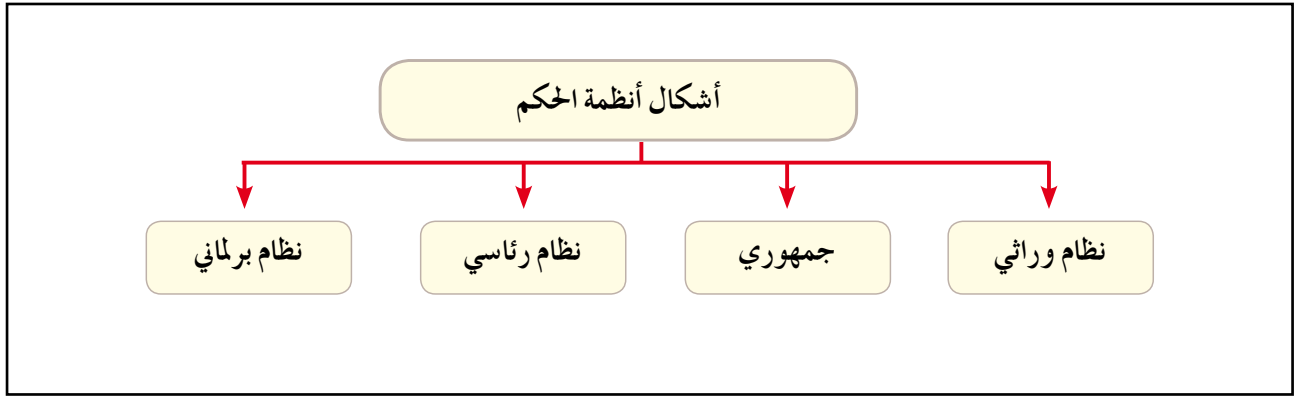 أشكال أنظمة الحكم
نظام وراثي
جمهوري
نظام رئاسي
نظام برلماني